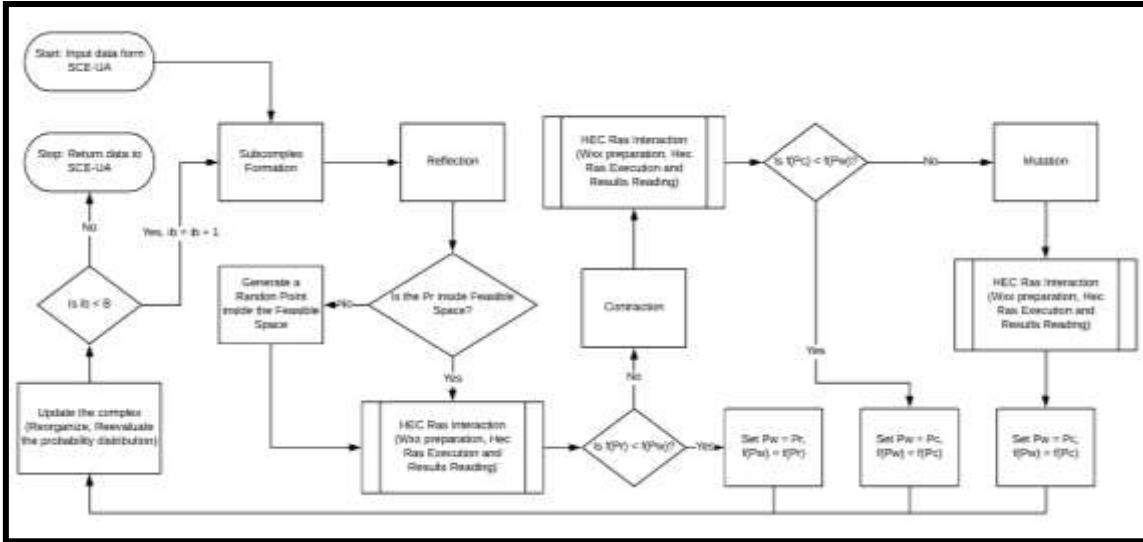 Start: Input data form
SCE-UA
Stop: Return data to
SCE-UA
No
Yes, ib = ib + 1
Is ib < B
Update the complex
(Reorganize, Reevaluate
the probability distribution)
Subcomplex
Formation
Reflection
Generate a
Randon Point
inside the Feasible
Space
No
Is the Pr Inside Feasible
Space?
Yes
HEC Ras Interaction
(Wxx preparation, Hec
Ras Execution and
Results Reading)
Is f(Pr) < f(Pw)?
No
Yes
Contraction
HEC Ras Interaction
(Wxx preparation, Hec
Ras Execution and
Results Reading)
Is f(Pc) < f(Pw)?
No
Yes
Mutation
HEC Ras Interaction
(Wxx preparation, Hec
Ras Execution and
Results Reading)
Set Pw = Pr,
f(Pw) = f(Pr)
Set Pw = Pc,
f(Pw) = f(Pc)
Set Pw = Pc,
f(Pw) = f(Pc)